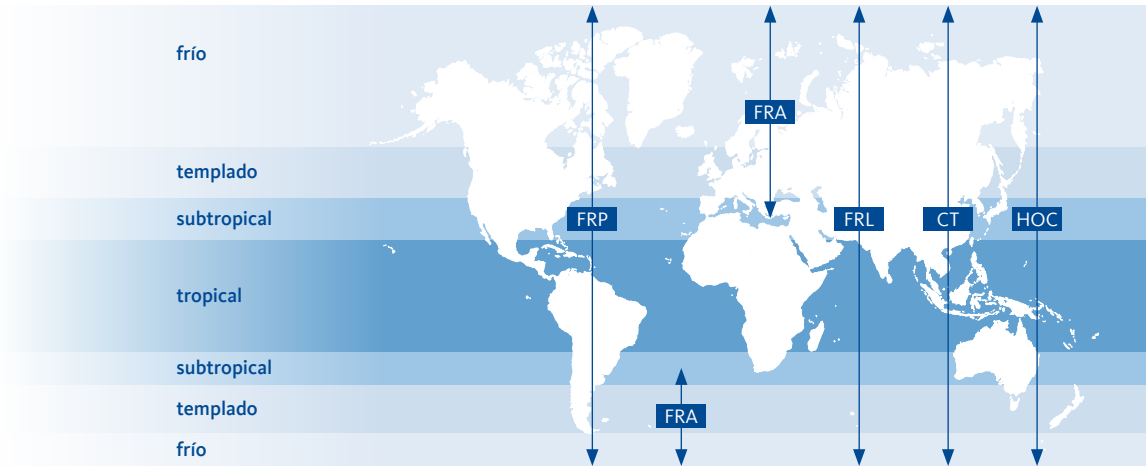 frío
FRA
templado
subtropical
FRP
FRL
CT
HOC
tropical
subtropical
templado
FRA
frío